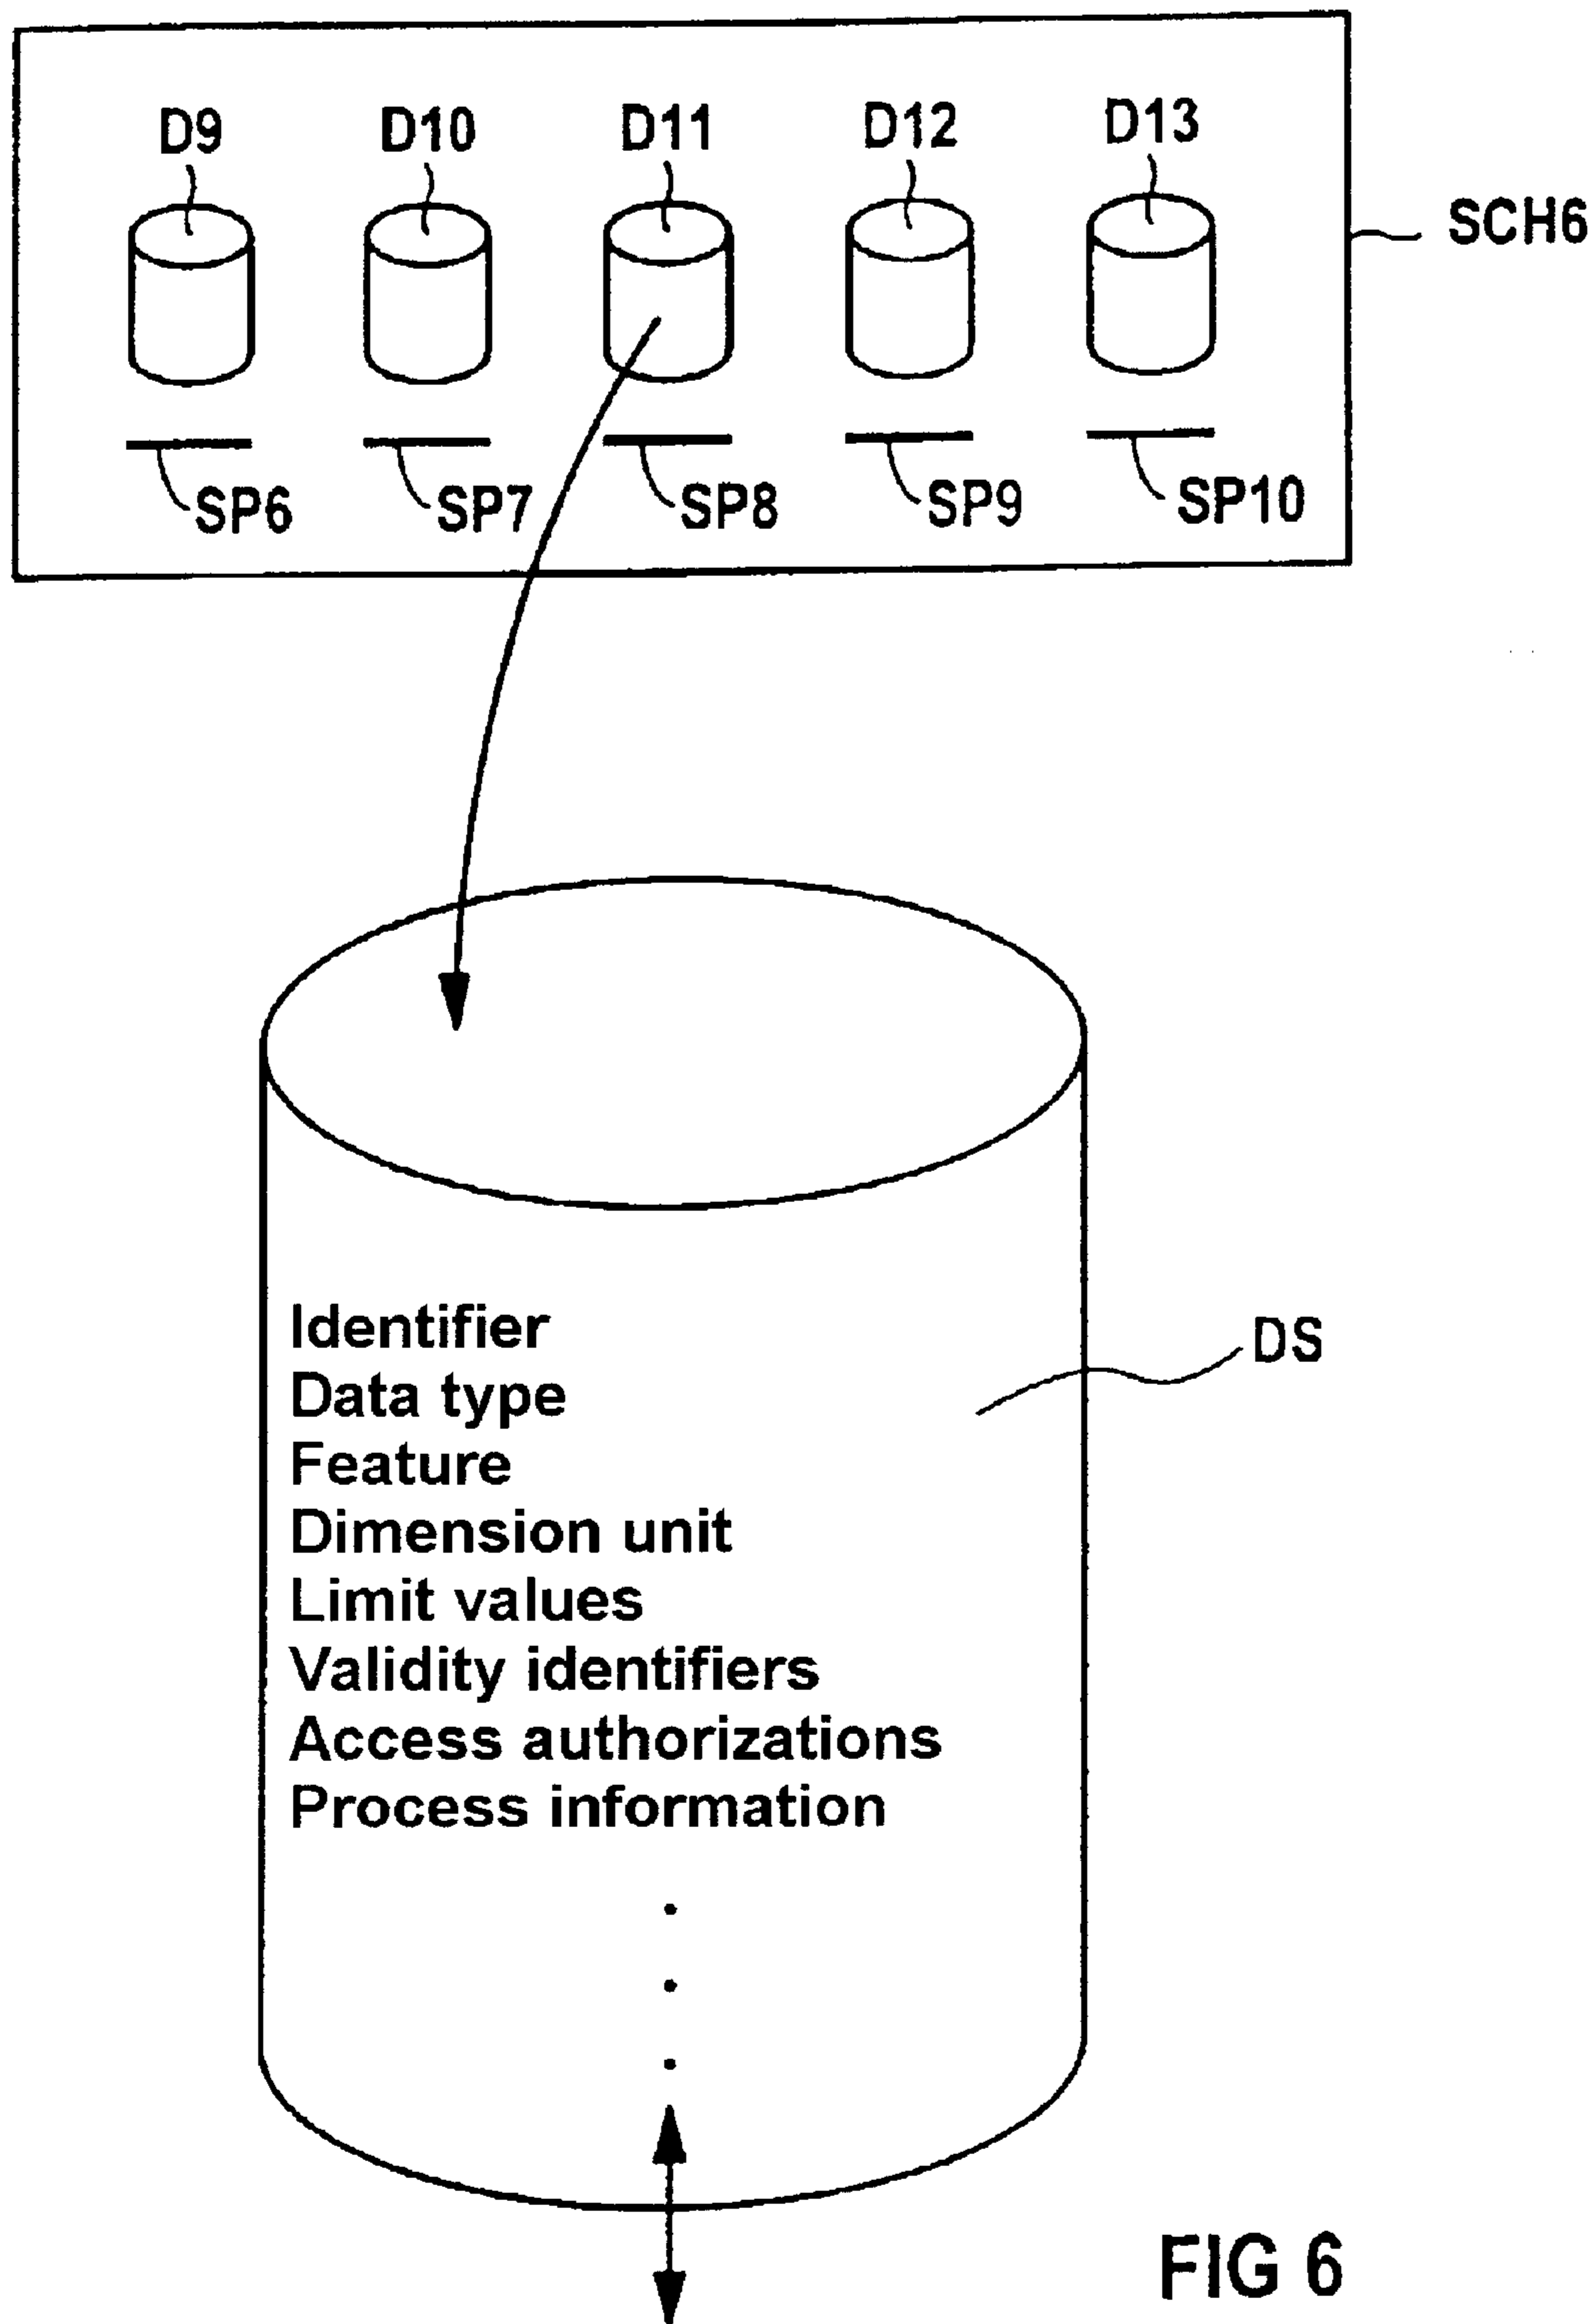 D9 D10 D11 D12 D13
SCH6
SP6 SP7 SP8 SP9 SP10
Identifier
Data type
Feature
Dimension unit
Limit values
Validity identifiers
Access authorizations
Process information
DS
FIG 6